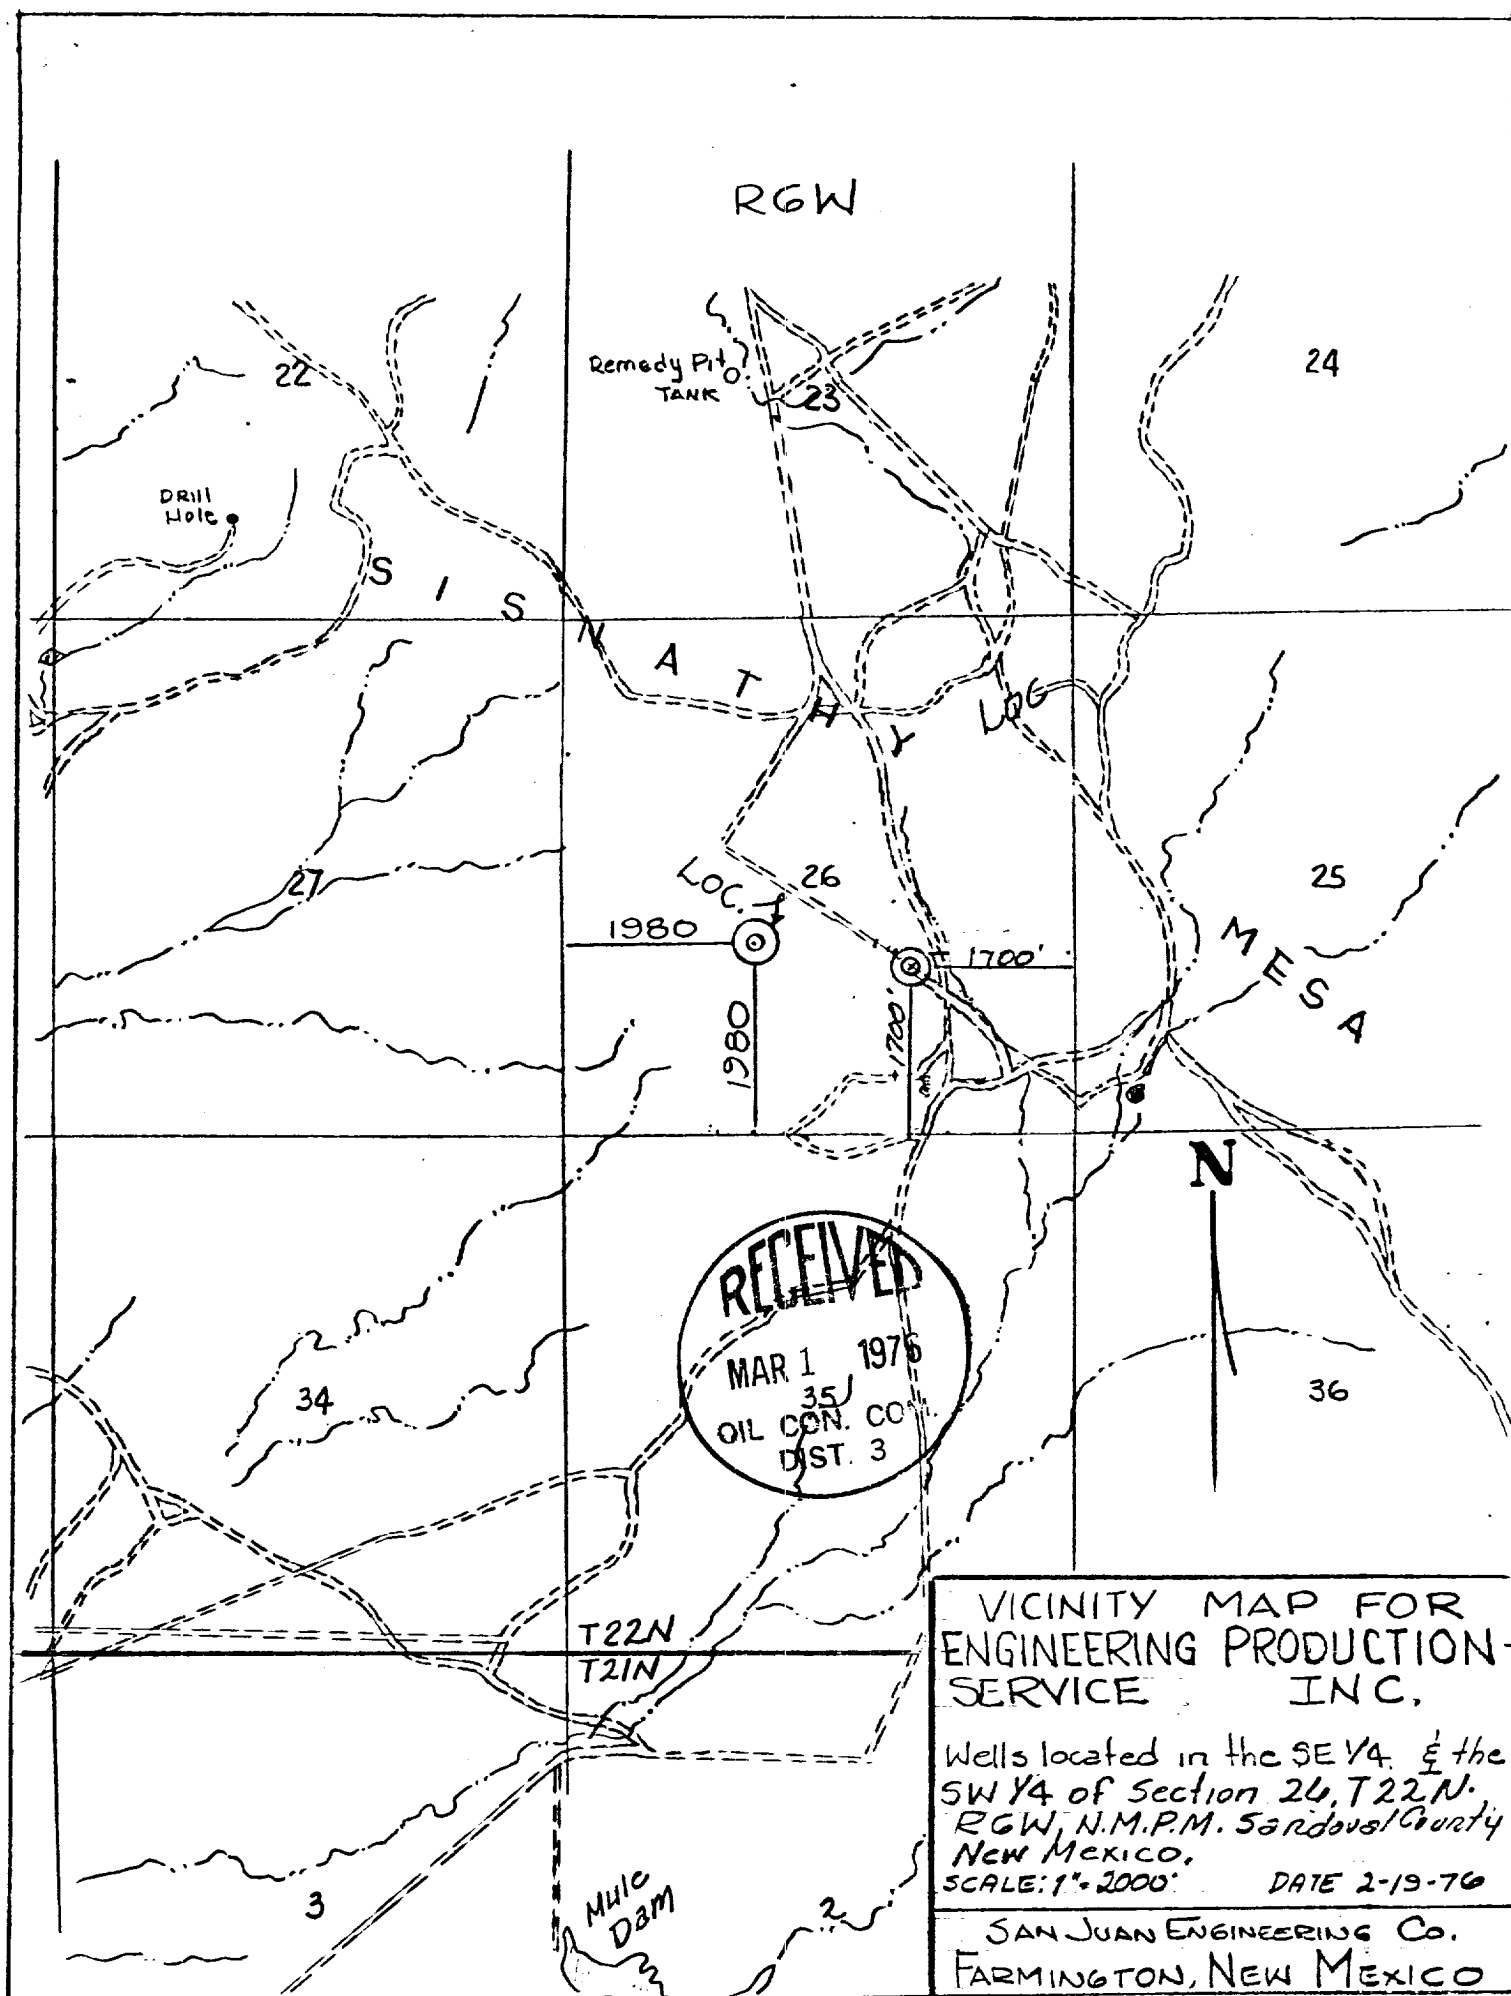 R6W
22
Remedy Pit
TANK
23
24
DRILL
Hole
SISNATHYLOG
LOC.
26
27
25
1980
1980
1700'
1700'
MESA
N
RECEIVED
MAR 1 1976
OIL CON. COM.
DIST. 3
34
35
36
T22N
T21N
3
Mule
Dam
2
VICINITY MAP FOR
ENGINEERING PRODUCTION-
SERVICE INC.
Wells located in the SE 1/4 & the
SW 1/4 of Section 26, T22N.,
R6W, N.M.P.M. Sandoval County
New Mexico.
SCALE: 1"=2000' DATE 2-19-76
SAN JUAN ENGINEERING CO.
FARMINGTON, NEW MEXICO